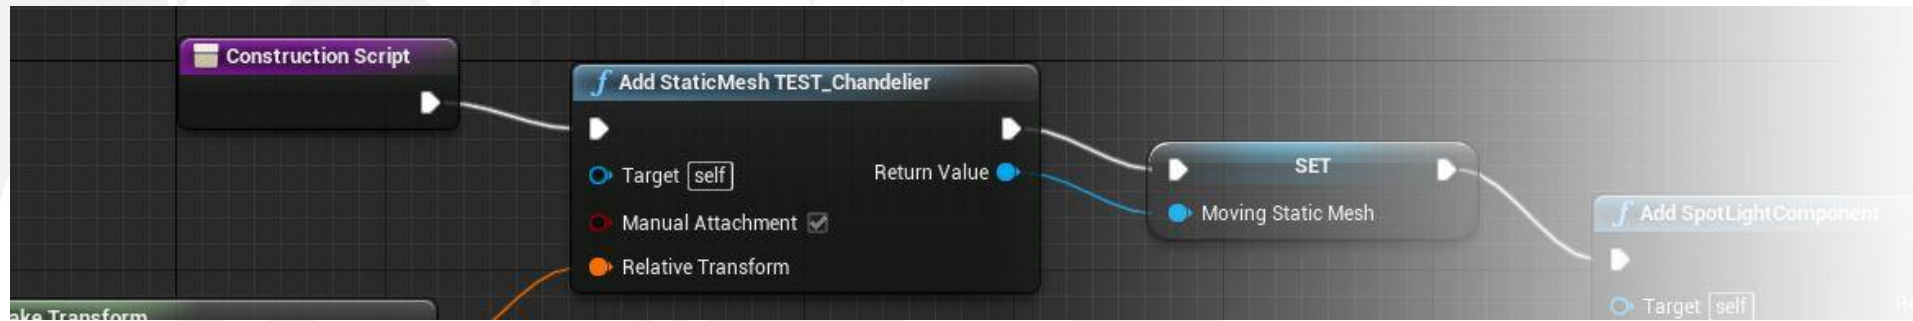 Construction Script
Add StaticMesh TEST_Chandelier
Target self
Return Value
Manual Attachment
Relative Transform
SET
Moving Static Mesh
Add SpotLightComponent
Target self
Transform